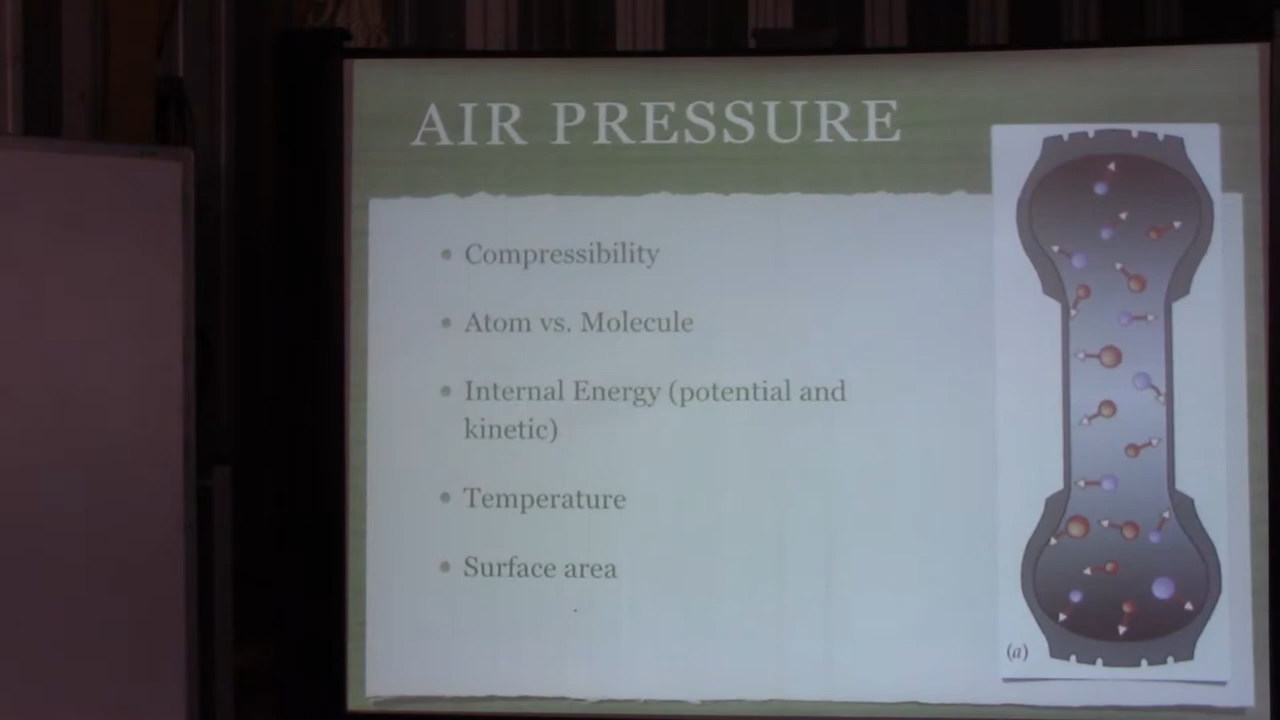 AIR PRESSURE
• Compressibility
• Atom vs. Molecule
• Internal Energy (potential and
kinetic)
• Temperature
• Surface area
(a)